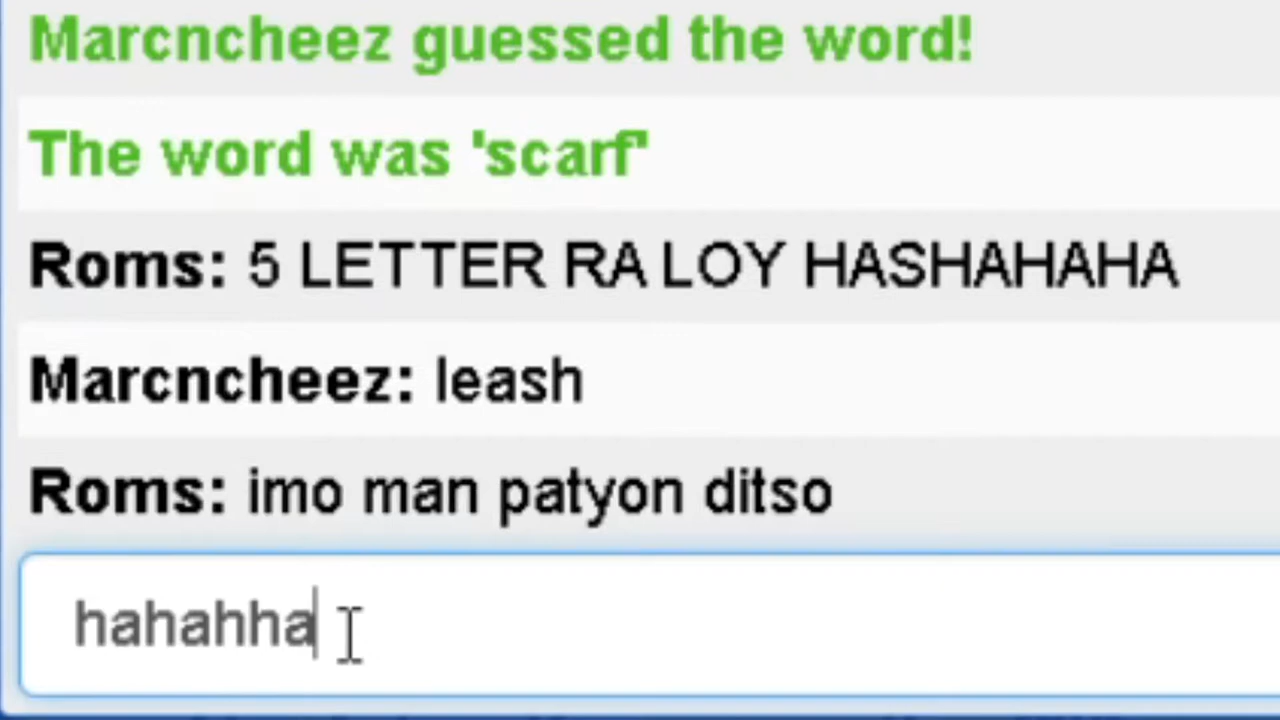 Marcncheez guessed the word!
The word was 'scarf'
Roms: 5 LETTER RA LOY HASHAHAHA
Marcncheez: leash
Roms: imo man patyon ditso
hahahha